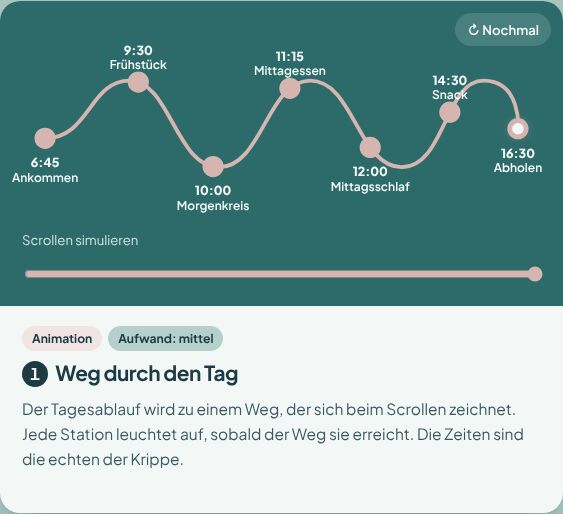 ↻ Nochmal
9:30
Frühstück
11:15
Mittagessen
14:30
Snack
6:45
Ankommen
10:00
Morgenkreis
12:00
Mittagsschlaf
16:30
Abholen
Scrollen simulieren
Animation
Aufwand: mittel
1 Weg durch den Tag
Der Tagesablauf wird zu einem Weg, der sich beim Scrollen zeichnet.
Jede Station leuchtet auf, sobald der Weg sie erreicht. Die Zeiten sind
die echten der Krippe.